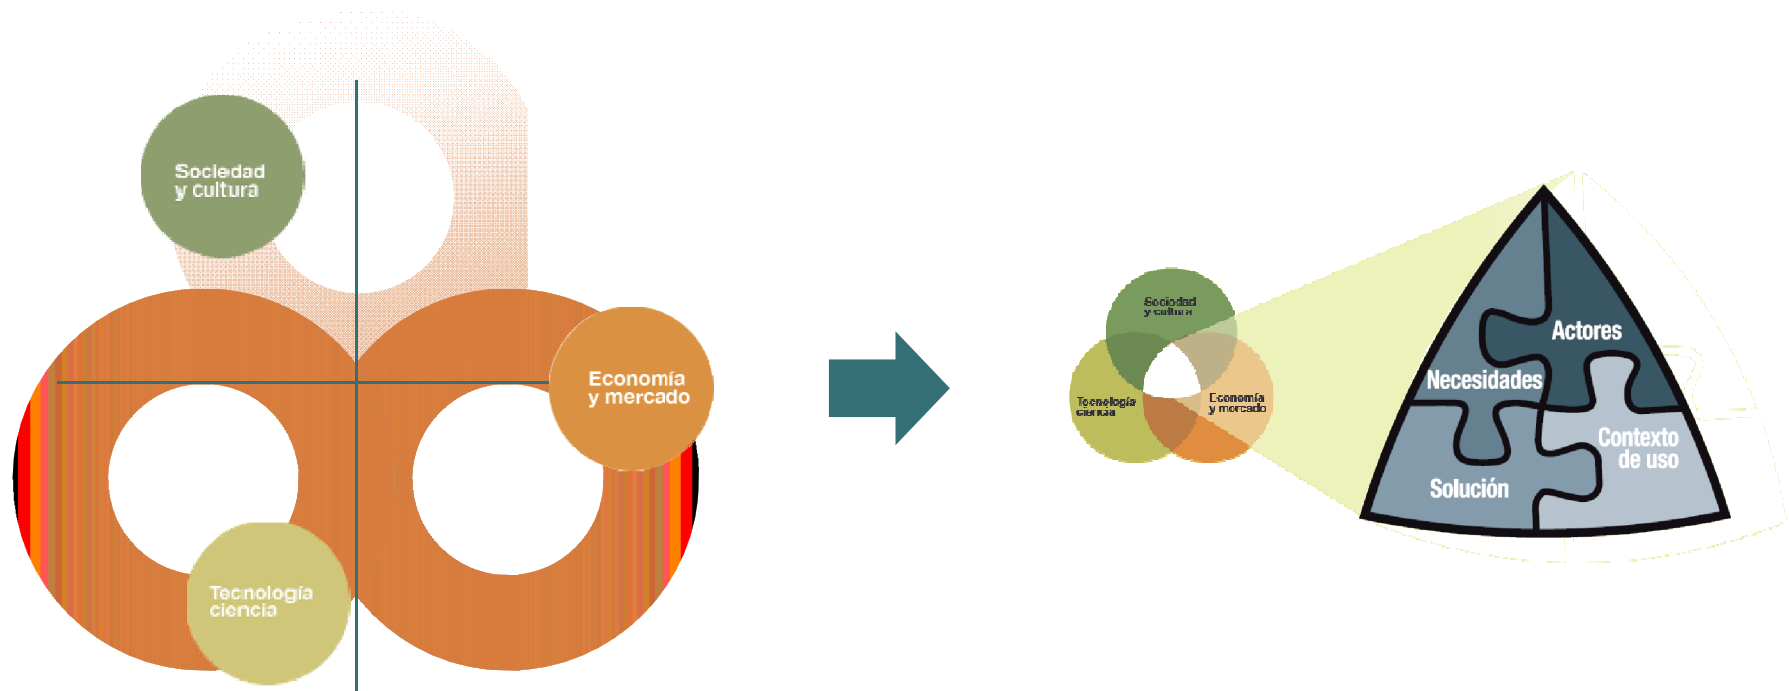 Sociedad
y cultura
Economía
y mercado
Tecnología
ciencia
Sociedad
y cultura
Tecnología
ciencia
Economía
y mercado
Actores
Necesidades
Contexto
de uso
Solución